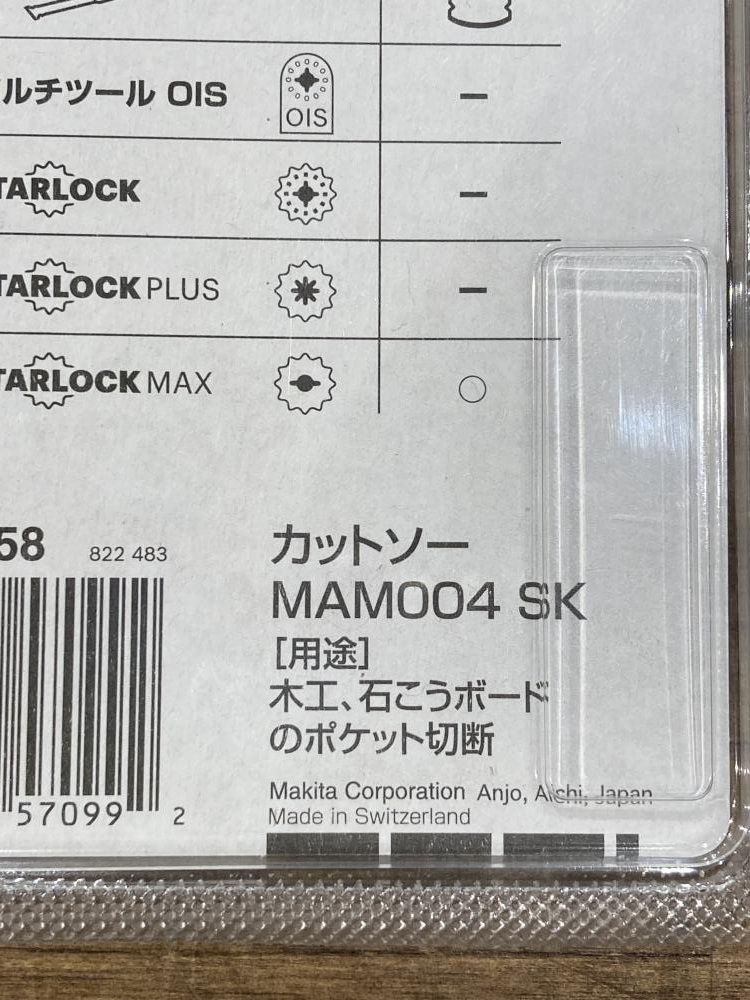 ルチツール OIS
OIS
TARLOCK
TARLOCK PLUS
TARLOCK MAX
58
822 483
57099
2
カットソー
MAM004 SK
[用途]
木工、石こうボード
のポケット切断
Makita Corporation Anjo, Aichi, Japan
Made in Switzerland